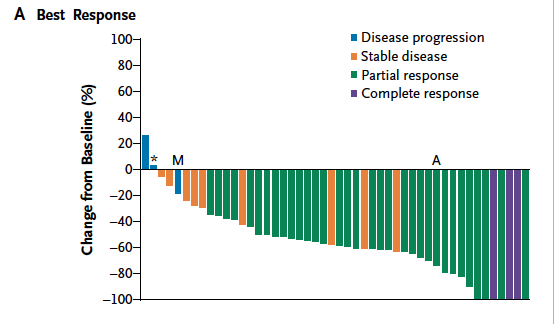 A Best Response
100
80
60
40
20
0
–20
–40
–60
–80
–100
Change from Baseline (%)
Disease progression
Stable disease
Partial response
Complete response
* M
A